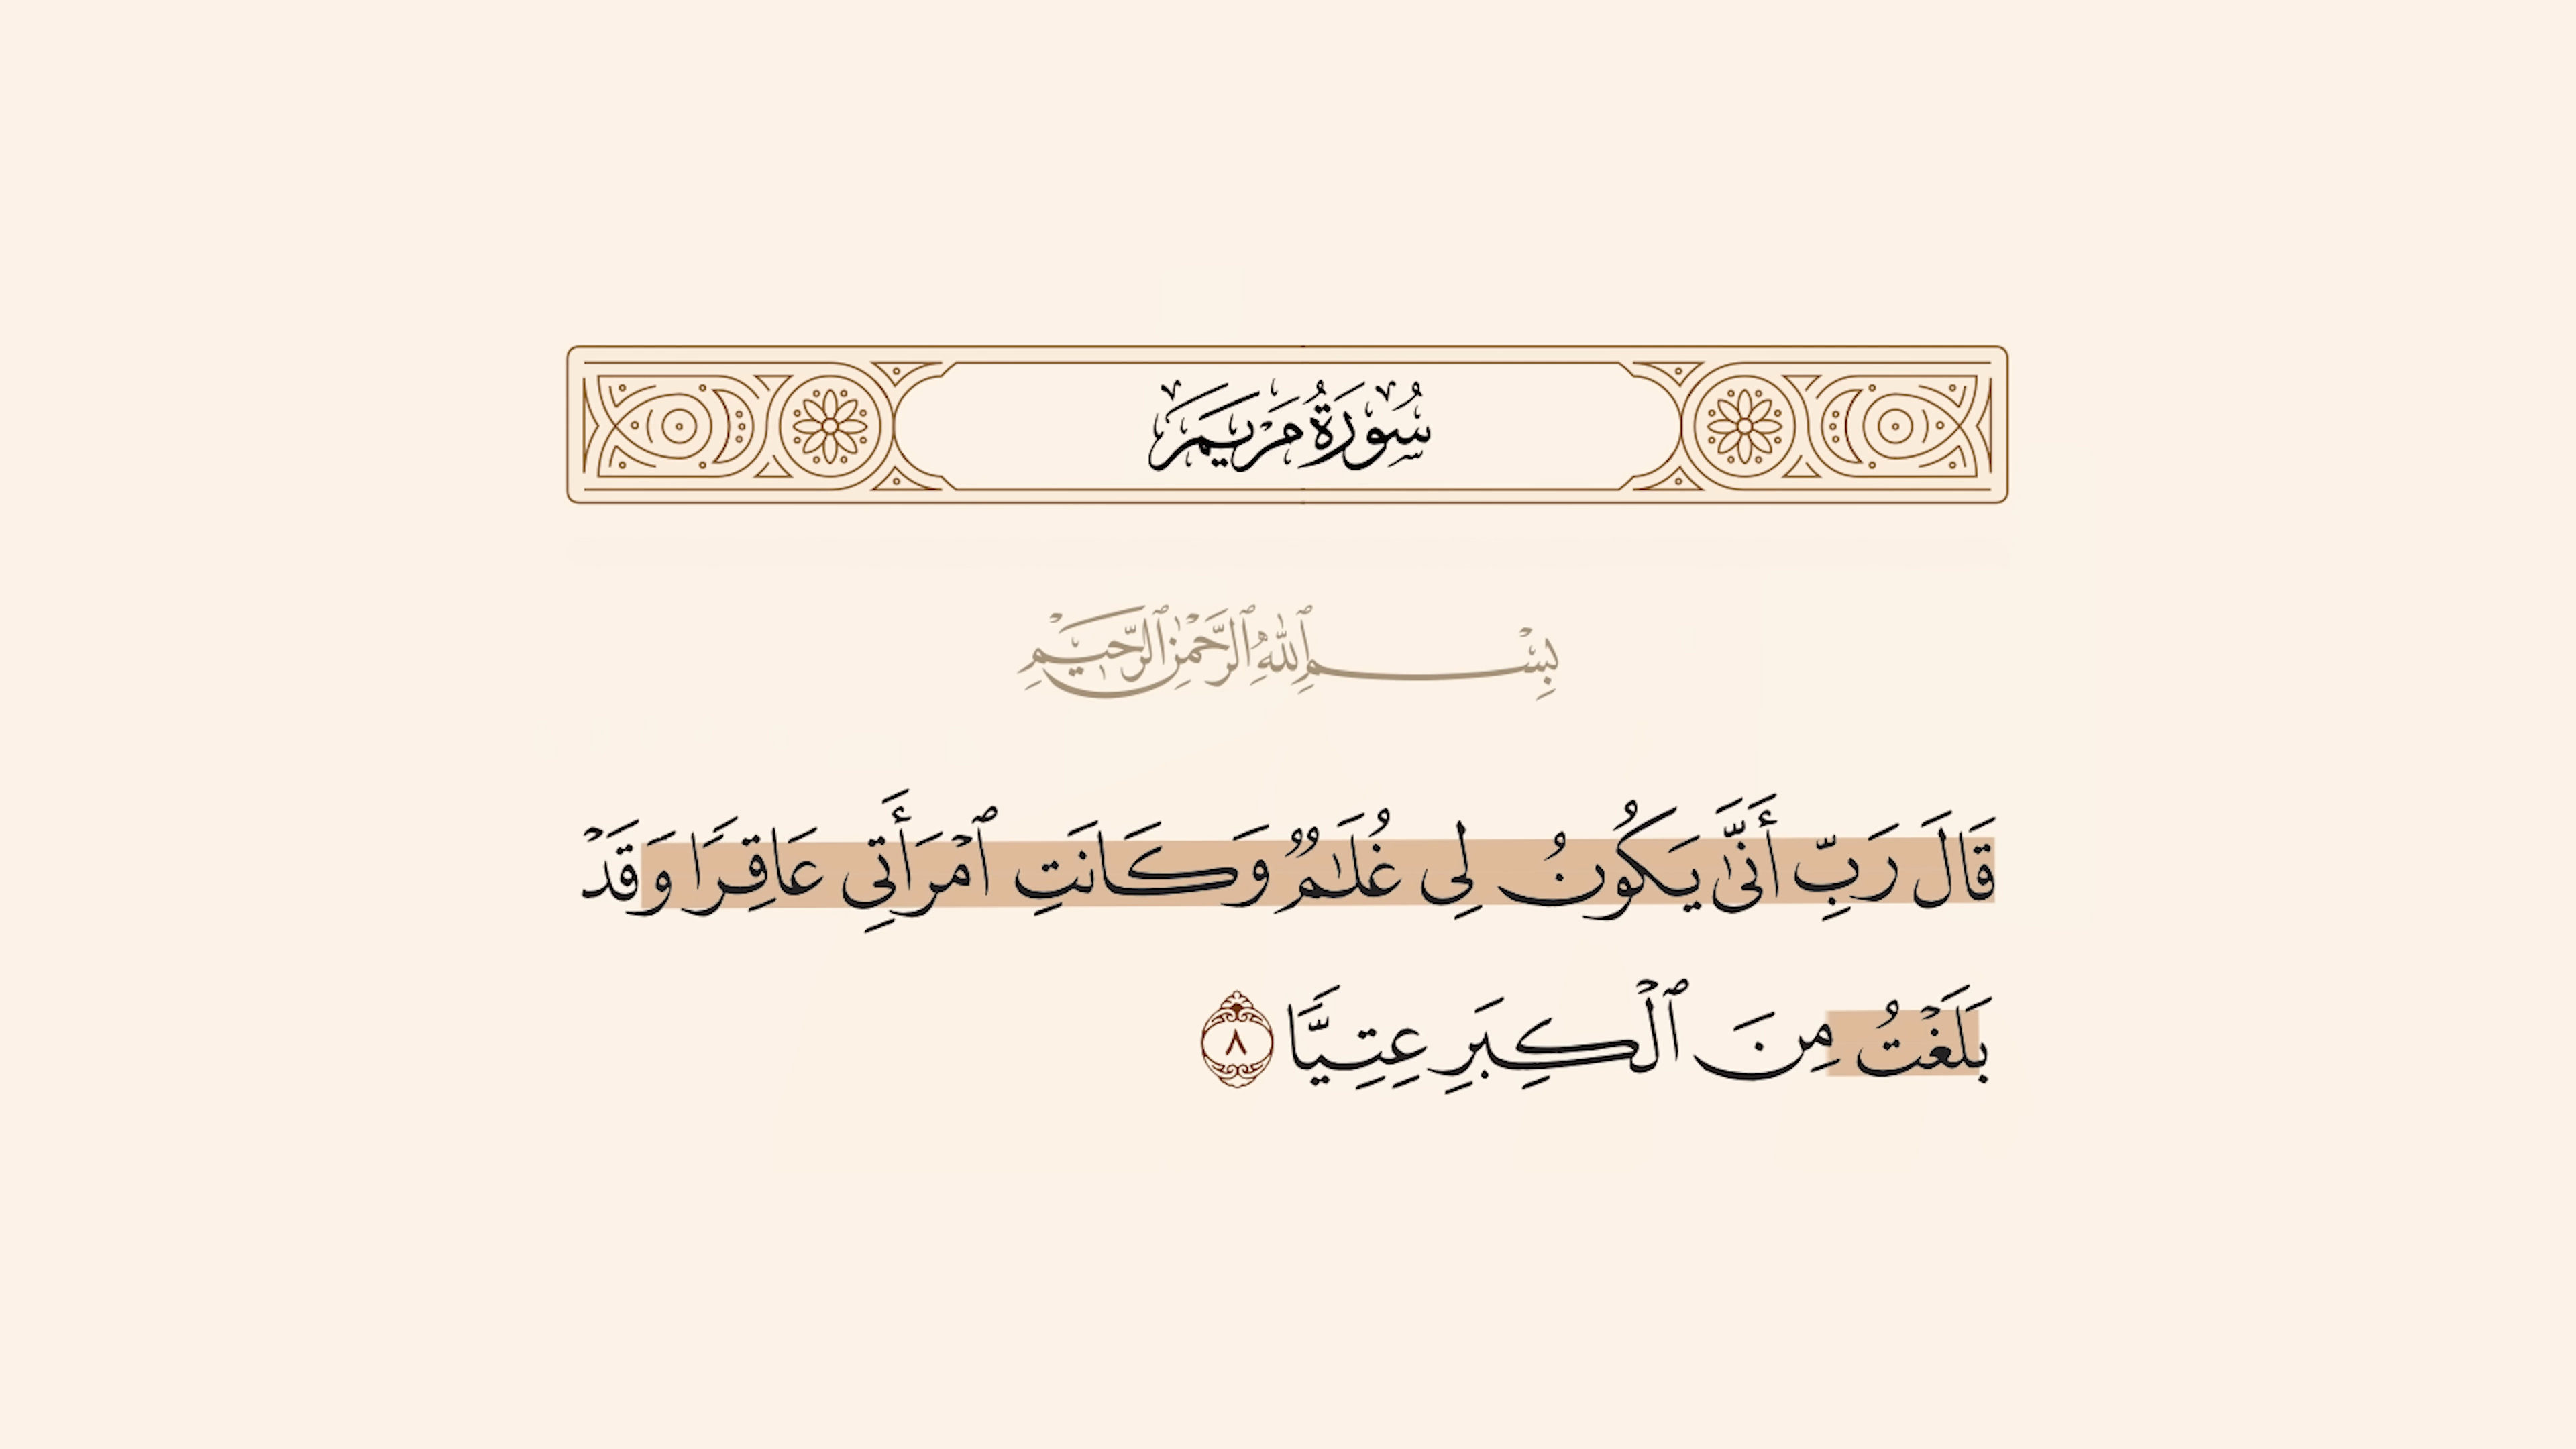 سُورَةُ مَرْيَمَ
بِسْمِ ٱللَّهِ ٱلرَّحْمَٰنِ ٱلرَّحِيمِ
قَالَ رَبِّ أَنَّىٰ يَكُونُ لِى غُلَـٰمٌ وَكَانَتِ ٱمْرَأَتِى عَاقِرًا وَقَدْ
بَلَغْتُ مِنَ ٱلْكِبَرِ عِتِيًّا ٨